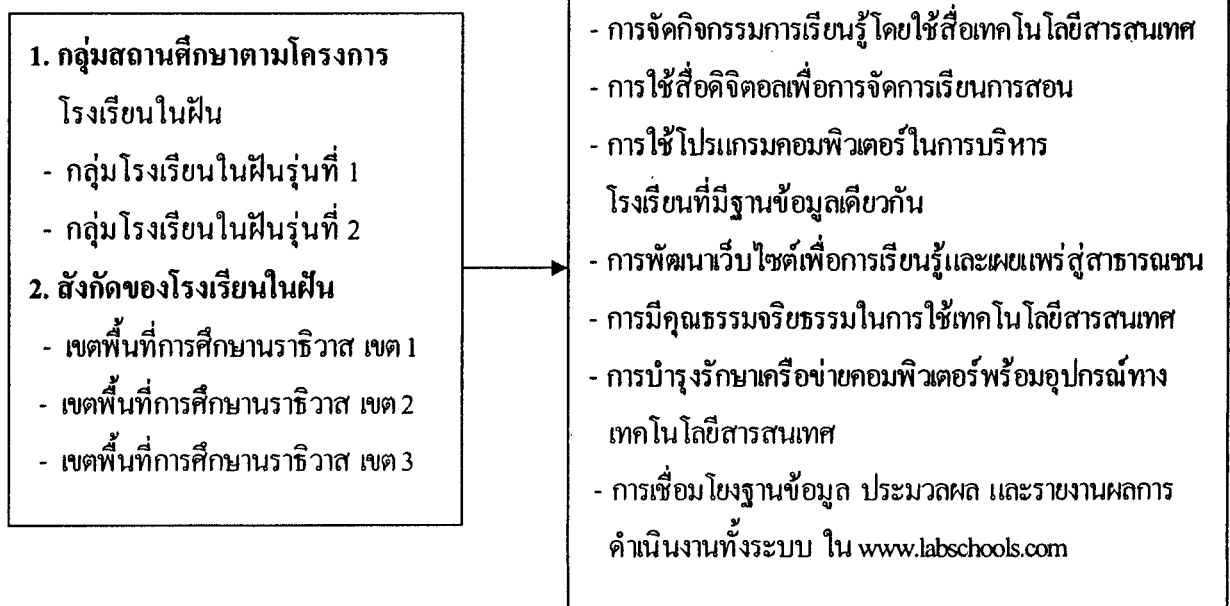 1. กลุ่มสถานศึกษาตามโครงการ
โรงเรียนในฝัน
- กลุ่มโรงเรียนในฝันรุ่นที่ 1
- กลุ่มโรงเรียนในฝันรุ่นที่ 2
2. สังกัดของโรงเรียนในฝัน
- เขตพื้นที่การศึกษานราธิวาส เขต 1
- เขตพื้นที่การศึกษานราธิวาส เขต 2
- เขตพื้นที่การศึกษานราธิวาส เขต 3
- การจัดกิจกรรมการเรียนรู้โดยใช้สื่อเทคโนโลยีสารสนเทศ
- การใช้สื่อดิจิตอลเพื่อการจัดการเรียนการสอน
- การใช้โปรแกรมคอมพิวเตอร์ในการบริหาร
โรงเรียนที่มีฐานข้อมูลเดียวกัน
- การพัฒนาเว็บไซต์เพื่อการเรียนรู้และเผยแพร่สู่สาธารณชน
- การมีคุณธรรมจริยธรรมในการใช้เทคโนโลยีสารสนเทศ
- การบำรุงรักษาเครือข่ายคอมพิวเตอร์พร้อมอุปกรณ์ทาง
เทคโนโลยีสารสนเทศ
- การเชื่อมโยงฐานข้อมูล ประมวลผล และรายงานผลการ
ดำเนินงานทั้งระบบ ใน www.labschools.com